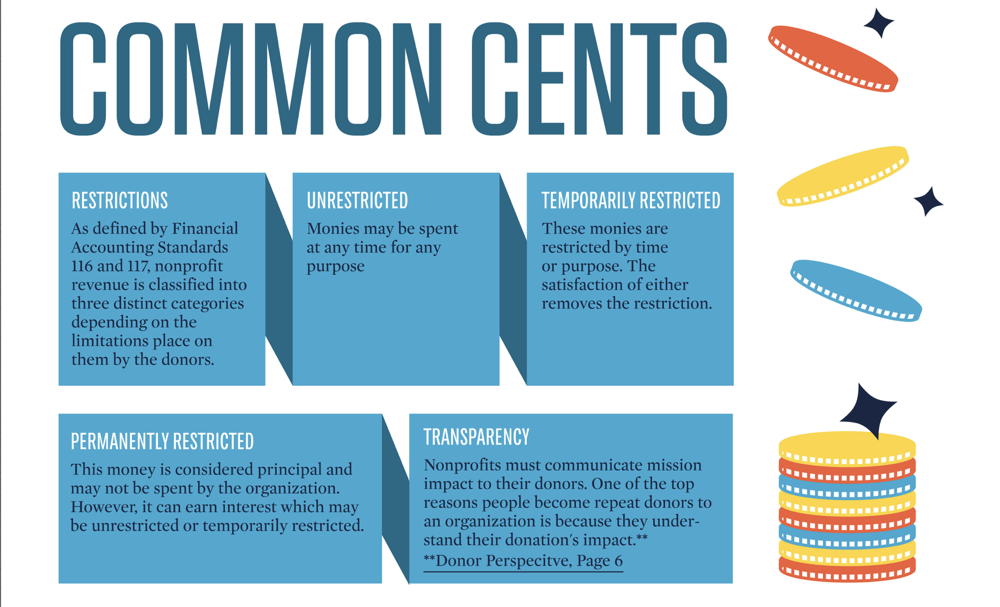 COMMON CENTS
RESTRICTIONS
As defined by Financial
Accounting Standards
116 and 117, nonprofit
revenue is classified into
three distinct categories
depending on the
limitations place on
them by the donors.
UNRESTRICTED
Monies may be spent
at any time for any
purpose
TEMPORARILY RESTRICTED
These monies are
restricted by time
or purpose. The
satisfaction of either
removes the restriction.
PERMANENTLY RESTRICTED
This money is considered principal and
may not be spent by the organization.
However, it can earn interest which may
be unrestricted or temporarily restricted.
TRANSPARENCY
Nonprofits must communicate mission
impact to their donors. One of the top
reasons people become repeat donors to
an organization is because they under-
stand their donation's impact.**
**Donor Perspecitve, Page 6